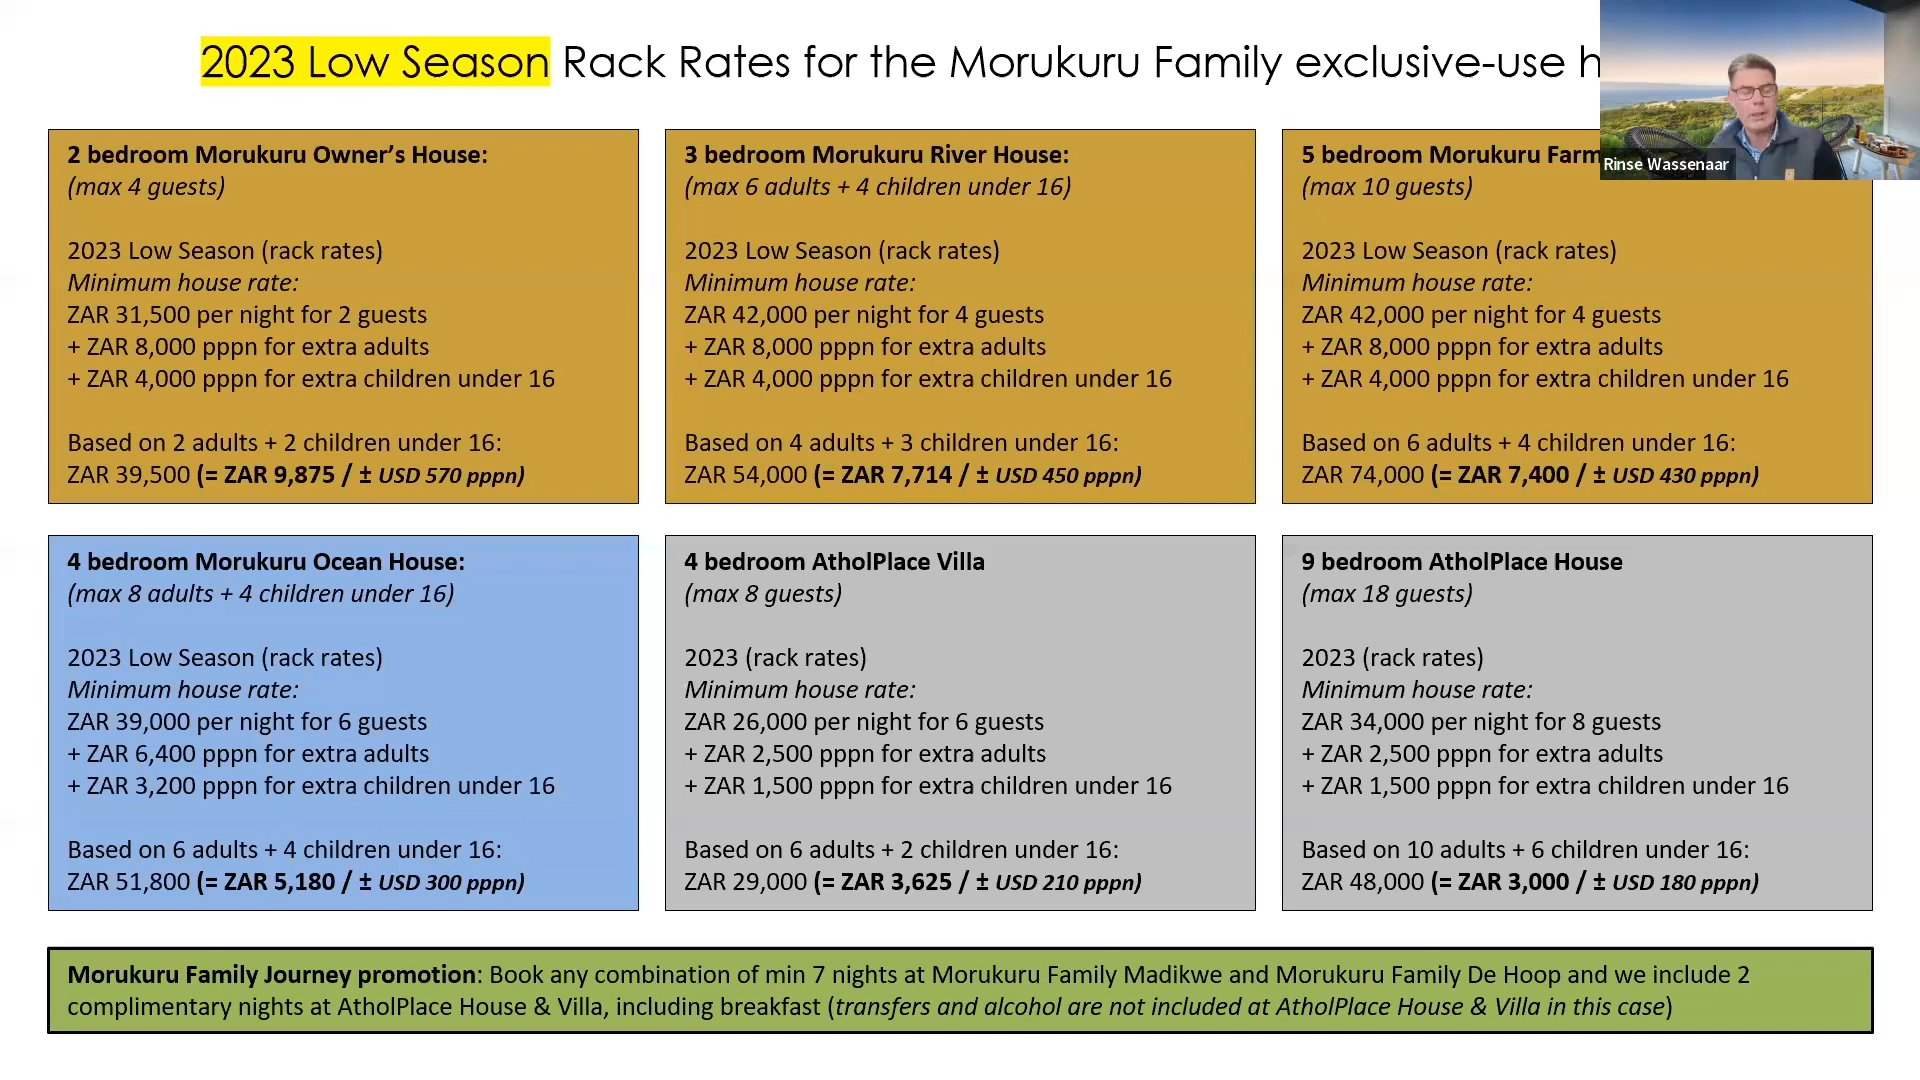 2023 Low Season Rack Rates for the Morukuru Family exclusive-use
Rinse Wassenaar
2 bedroom Morukuru Owner’s House:
(max 4 guests)
2023 Low Season (rack rates)
Minimum house rate:
ZAR 31,500 per night for 2 guests
+ ZAR 8,000 pppn for extra adults
+ ZAR 4,000 pppn for extra children under 16
Based on 2 adults + 2 children under 16:
ZAR 39,500 (= ZAR 9,875 / ± USD 570 pppn)
3 bedroom Morukuru River House:
(max 6 adults + 4 children under 16)
2023 Low Season (rack rates)
Minimum house rate:
ZAR 42,000 per night for 4 guests
+ ZAR 8,000 pppn for extra adults
+ ZAR 4,000 pppn for extra children under 16
Based on 4 adults + 3 children under 16:
ZAR 54,000 (= ZAR 7,714 / ± USD 450 pppn)
5 bedroom Morukuru Farm
(max 10 guests)
2023 Low Season (rack rates)
Minimum house rate:
ZAR 42,000 per night for 4 guests
+ ZAR 8,000 pppn for extra adults
+ ZAR 4,000 pppn for extra children under 16
Based on 6 adults + 4 children under 16:
ZAR 74,000 (= ZAR 7,400 / ± USD 430 pppn)
4 bedroom Morukuru Ocean House:
(max 8 adults + 4 children under 16)
2023 Low Season (rack rates)
Minimum house rate:
ZAR 39,000 per night for 6 guests
+ ZAR 6,400 pppn for extra adults
+ ZAR 3,200 pppn for extra children under 16
Based on 6 adults + 4 children under 16:
ZAR 51,800 (= ZAR 5,180 / ± USD 300 pppn)
4 bedroom AtholPlace Villa
(max 8 guests)
2023 (rack rates)
Minimum house rate:
ZAR 26,000 per night for 6 guests
+ ZAR 2,500 pppn for extra adults
+ ZAR 1,500 pppn for extra children under 16
Based on 6 adults + 2 children under 16:
ZAR 29,000 (= ZAR 3,625 / ± USD 210 pppn)
9 bedroom AtholPlace House
(max 18 guests)
2023 (rack rates)
Minimum house rate:
ZAR 34,000 per night for 8 guests
+ ZAR 2,500 pppn for extra adults
+ ZAR 1,500 pppn for extra children under 16
Based on 10 adults + 6 children under 16:
ZAR 48,000 (= ZAR 3,000 / ± USD 180 pppn)
Morukuru Family Journey promotion: Book any combination of min 7 nights at Morukuru Family Madikwe and Morukuru Family De Hoop and we include 2
complimentary nights at AtholPlace House & Villa, including breakfast (transfers and alcohol are not included at AtholPlace House & Villa in this case)